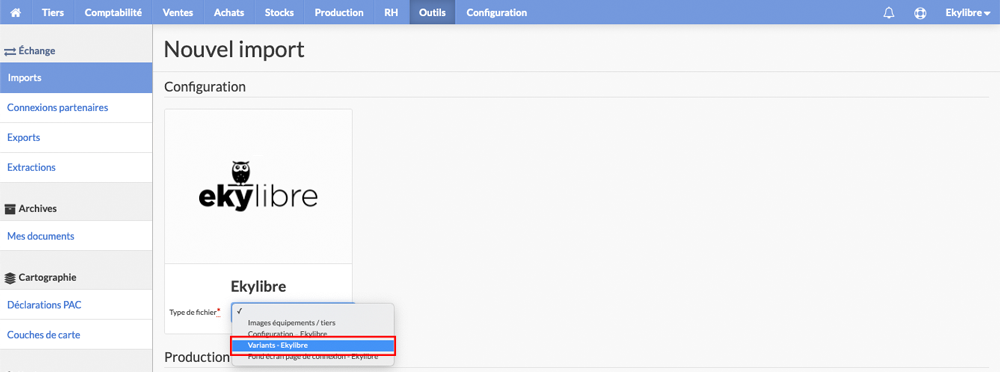 Tiers Comptabilité Ventes Achats Stocks Production RH Outils Configuration Ekylibre
Échange
Imports
Connexions partenaires
Exports
Extractions
Archives
Mes documents
Cartographie
Déclarations PAC
Couches de carte
Nouvel import
Configuration
ekylibre
Ekylibre
Type de fichier*
Images équipements / tiers
Configuration - Ekylibre
Variants - Ekylibre
Fond écran page de connexion - Ekylibre
Production